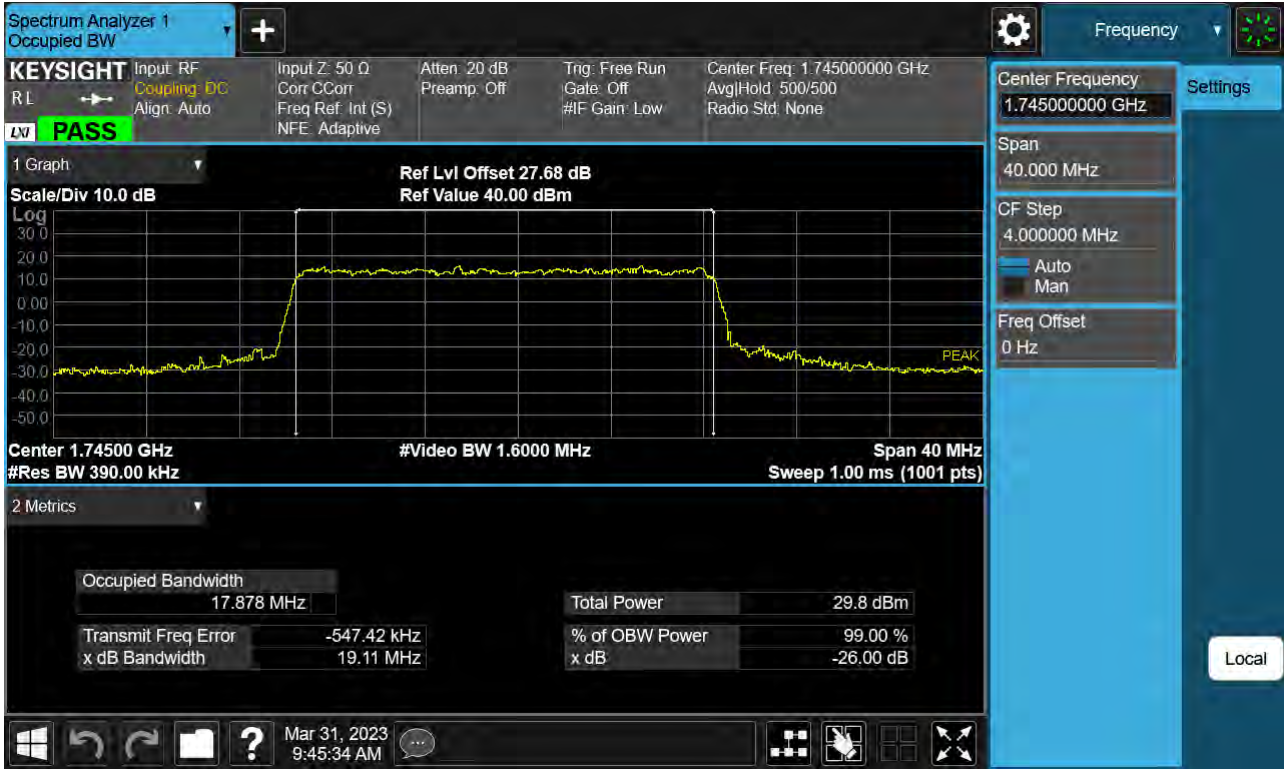 Spectrum Analyzer 1
Occupied BW
Frequency
KEYSIGHT
R L
LXI
PASS
Input: RF
Coupling: DC
Align: Auto
Input Z: 50 Ω
Corr CCorr
Freq Ref: Int (S)
NFE: Adaptive
Atten: 20 dB
Preamp: Off
Trig: Free Run
Gate: Off
#IF Gain: Low
Center Freq: 1.745000000 GHz
Avg|Hold: 500/500
Radio Std: None
Center Frequency
1.745000000 GHz
Settings
Span
40.000 MHz
CF Step
4.000000 MHz
Auto
Man
Freq Offset
0 Hz
Local
1 Graph
Scale/Div 10.0 dB
Ref Lvl Offset 27.68 dB
Ref Value 40.00 dBm
Log
30.0
20.0
10.0
0.00
-10.0
-20.0
-30.0
-40.0
-50.0
PEAK
Center 1.74500 GHz
#Video BW 1.6000 MHz
Span 40 MHz
#Res BW 390.00 kHz
Sweep 1.00 ms (1001 pts)
2 Metrics
Occupied Bandwidth
17.878 MHz
Total Power 29.8 dBm
Transmit Freq Error -547.42 kHz
% of OBW Power 99.00 %
x dB Bandwidth 19.11 MHz
x dB -26.00 dB
?
Mar 31, 2023
9:45:34 AM